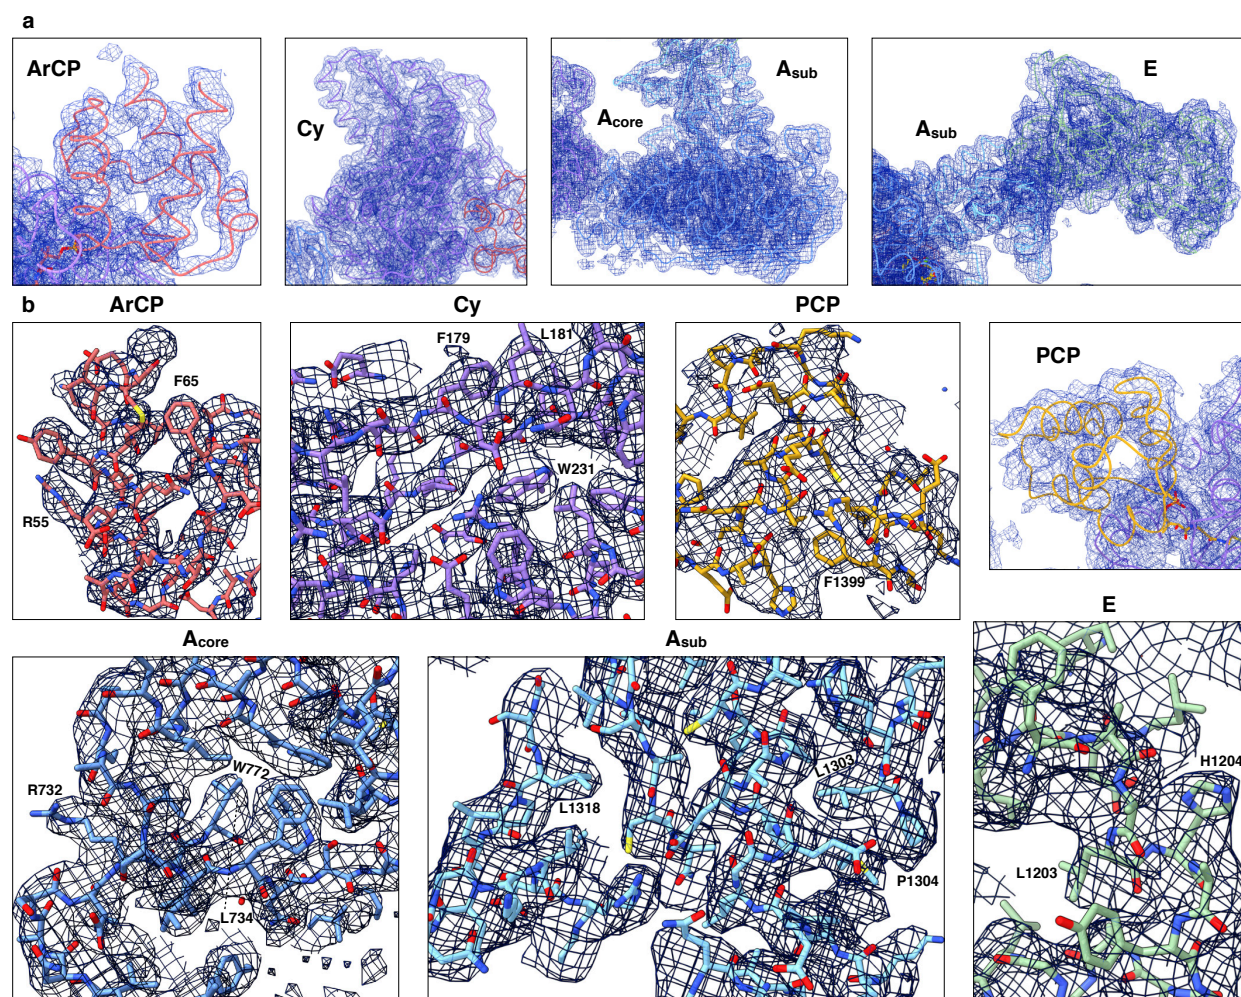 a
ArCP
Cy
Acore
Asub
Asub
E
b
ArCP
Cy
PCP
F65
R55
F179
L181
W231
F1399
PCP
Acore
Asub
E
R732
W772
L734
L1318
L1303
P1304
H1204
L1203